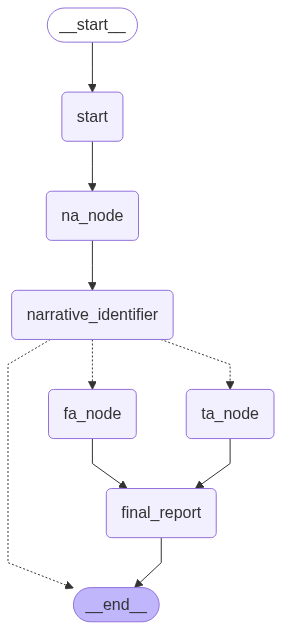 __start__
start
na_node
narrative_identifier
fa_node
ta_node
final_report
__end__